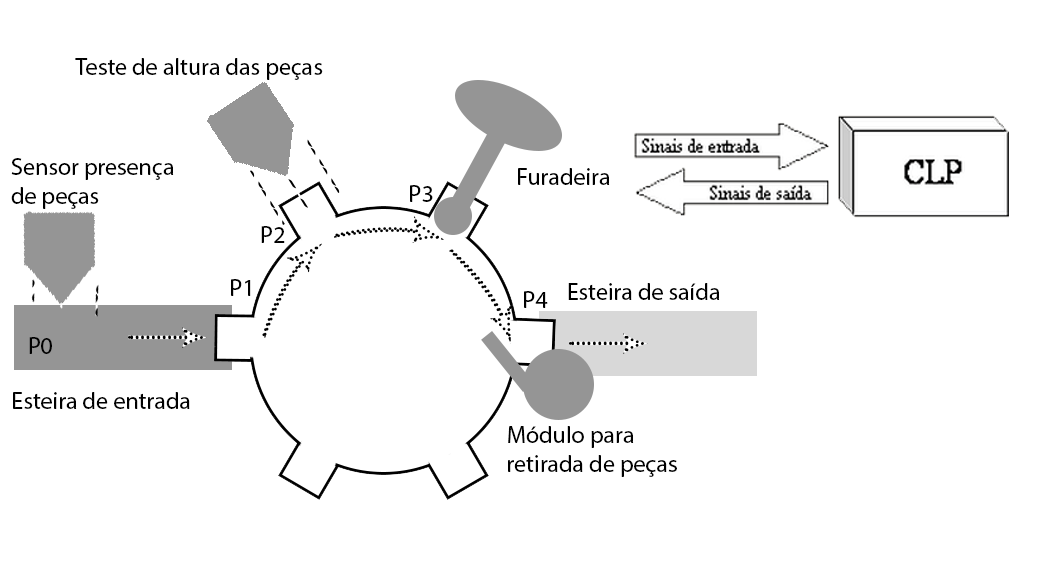 Teste de altura das peças
Sensor presença
de peças
P3
Furadeira
Sinais de entrada
Sinais de saída
CLP
P2
P1
P4
Esteira de saída
P0
Esteira de entrada
Módulo para
retirada de peças